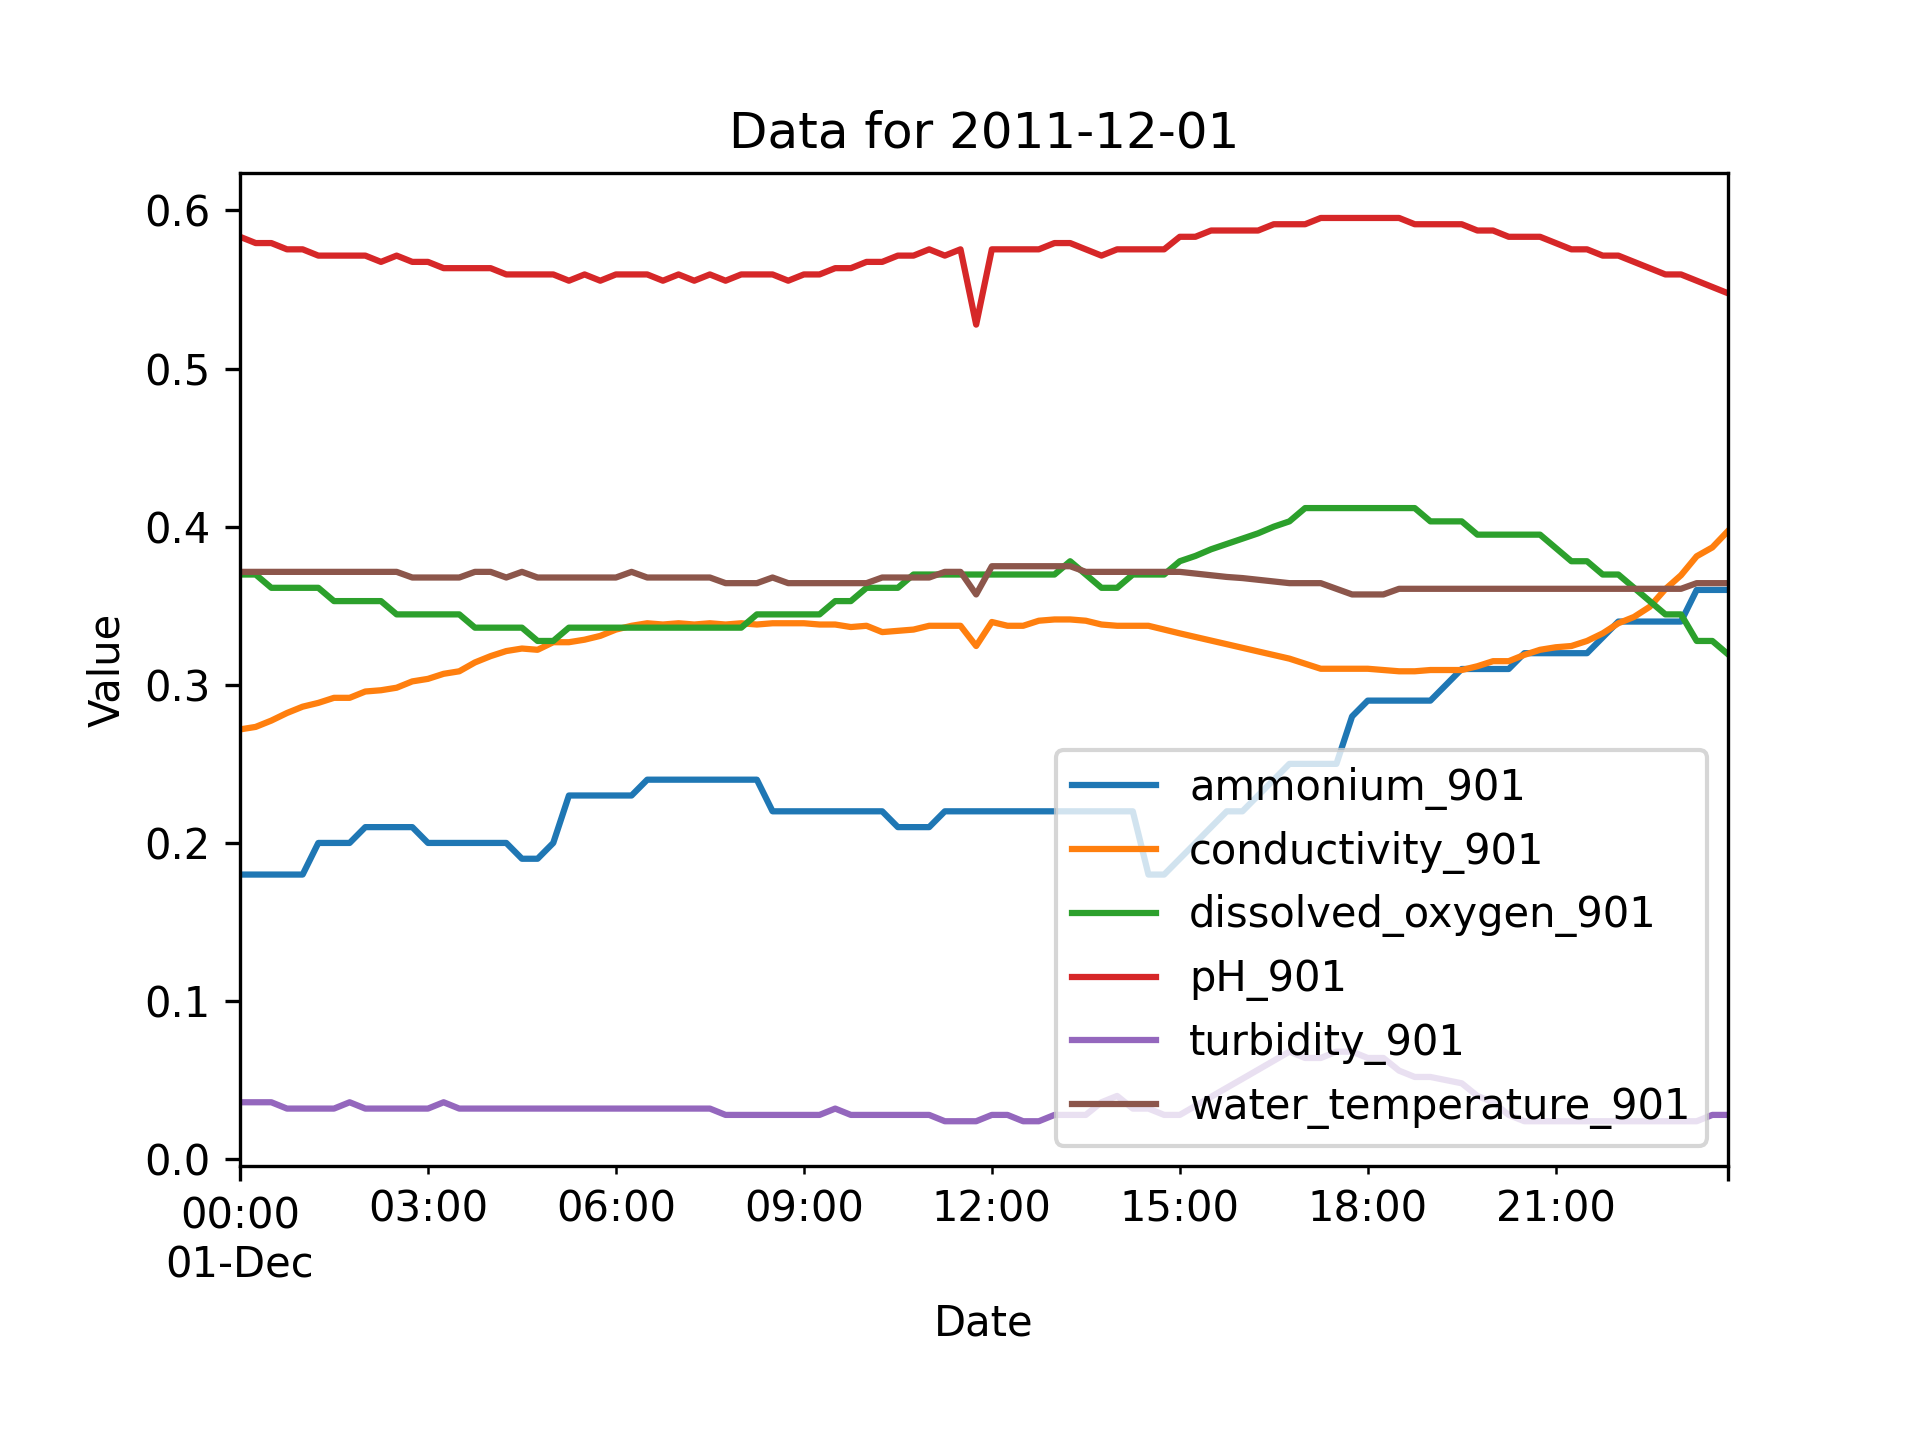 Data for 2011-12-01
0.6
0.5
0.4
0.3
0.2
0.1
0.0
Value
ammonium_901
conductivity_901
dissolved_oxygen_901
pH_901
turbidity_901
water_temperature_901
00:00 03:00 06:00 09:00 12:00 15:00 18:00 21:00
01-Dec
Date